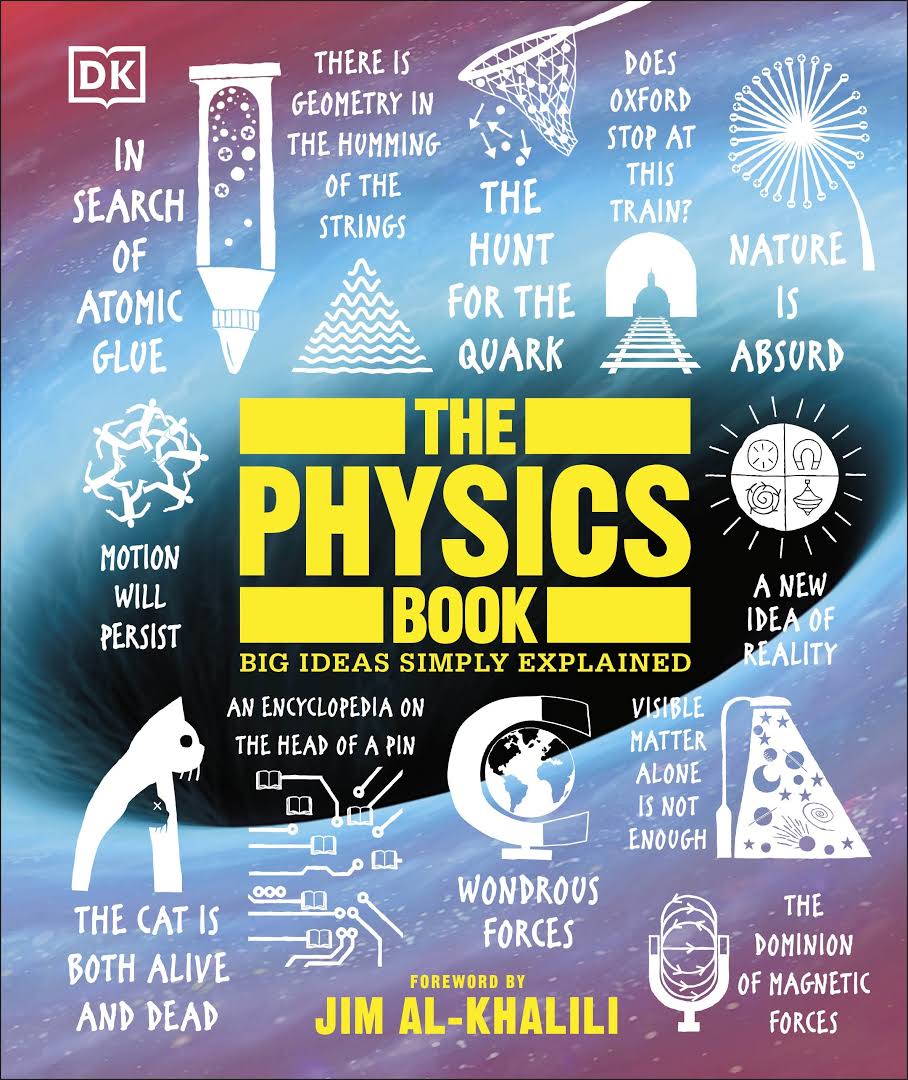 DK
IN
SEARCH
OF
ATOMIC
GLUE
THERE IS
GEOMETRY IN
THE HUMMING
OF THE
STRINGS
THE
HUNT
FOR THE
QUARK
DOES
OXFORD
STOP AT
THIS
TRAIN?
NATURE
IS
ABSURD
MOTION
WILL
PERSIST
THE
PHYSICS
BOOK
BIG IDEAS SIMPLY EXPLAINED
A NEW
IDEA OF
REALITY
THE CAT IS
BOTH ALIVE
AND DEAD
AN ENCYCLOPEDIA ON
THE HEAD OF A PIN
WONDROUS
FORCES
VISIBLE
MATTER
ALONE
IS NOT
ENOUGH
THE
DOMINION
OF MAGNETIC
FORCES
FOREWORD BY
JIM AL-KHALILI